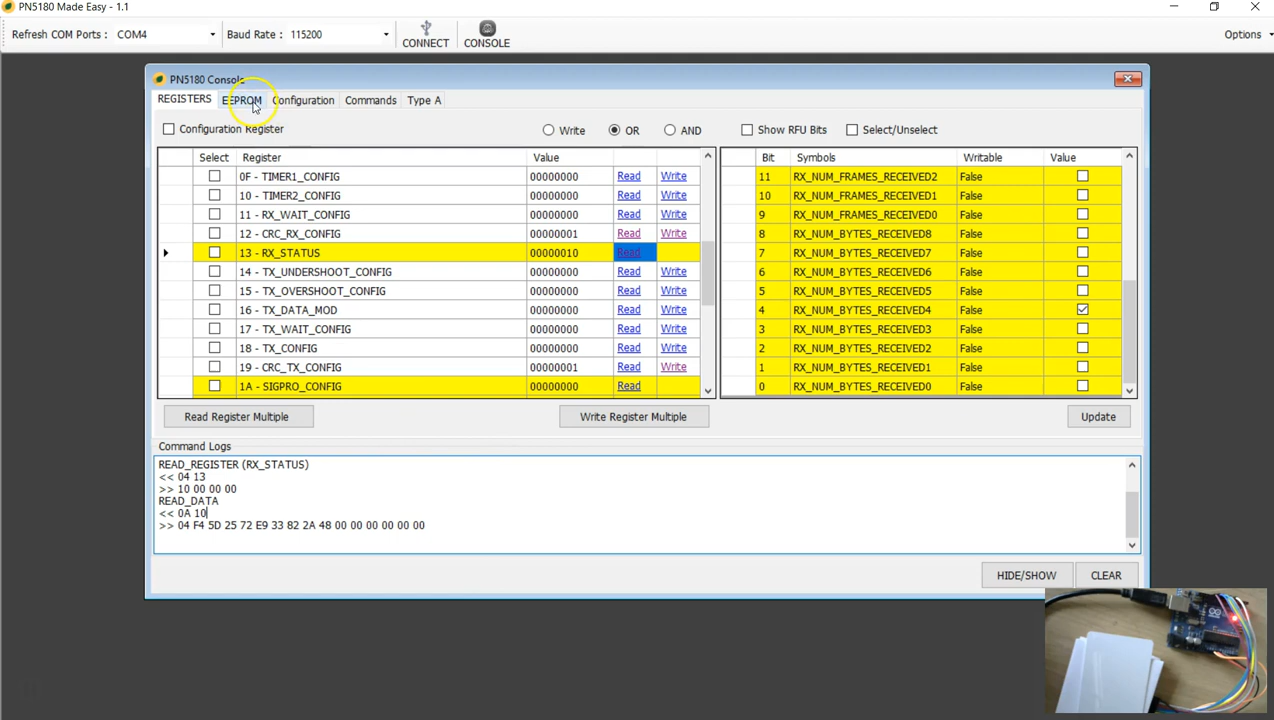 PN5180 Made Easy - 1.1
Refresh COM Ports : COM4 Baud Rate : 115200 CONNECT CONSOLE Options
PN5180 Console
REGISTERS EEPROM Configuration Commands Type A
Configuration Register Write OR AND Show RFU Bits Select/Unselect
Select Register Value
0F - TIMER1_CONFIG 00000000 Read Write
10 - TIMER2_CONFIG 00000000 Read Write
11 - RX_WAIT_CONFIG 00000000 Read Write
12 - CRC_RX_CONFIG 00000001 Read Write
13 - RX_STATUS 00000010 Read
14 - TX_UNDERSHOOT_CONFIG 00000000 Read Write
15 - TX_OVERSHOOT_CONFIG 00000000 Read Write
16 - TX_DATA_MOD 00000000 Read Write
17 - TX_WAIT_CONFIG 00000000 Read Write
18 - TX_CONFIG 00000000 Read Write
19 - CRC_TX_CONFIG 00000001 Read Write
1A - SIGPRO_CONFIG 00000000 Read
Bit Symbols Writable Value
11 RX_NUM_FRAMES_RECEIVED2 False
10 RX_NUM_FRAMES_RECEIVED1 False
9 RX_NUM_FRAMES_RECEIVED0 False
8 RX_NUM_BYTES_RECEIVED8 False
7 RX_NUM_BYTES_RECEIVED7 False
6 RX_NUM_BYTES_RECEIVED6 False
5 RX_NUM_BYTES_RECEIVED5 False
4 RX_NUM_BYTES_RECEIVED4 False
3 RX_NUM_BYTES_RECEIVED3 False
2 RX_NUM_BYTES_RECEIVED2 False
1 RX_NUM_BYTES_RECEIVED1 False
0 RX_NUM_BYTES_RECEIVED0 False
Read Register Multiple Write Register Multiple Update
Command Logs
READ_REGISTER (RX_STATUS)
<< 04 13
>> 10 00 00 00
READ_DATA
<< 0A 10
>> 04 F4 5D 25 72 E9 33 82 2A 48 00 00 00 00 00 00
HIDE/SHOW CLEAR